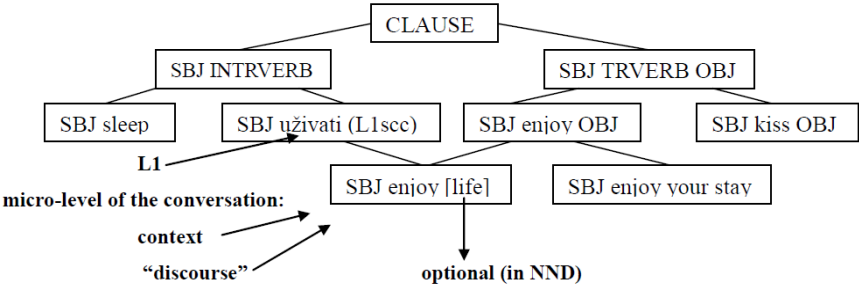 CLAUSE
SBJ INTRVERB
SBJ TRVERB OBJ
SBJ sleep
SBJ uživati (L1scc)
SBJ enjoy OBJ
SBJ kiss OBJ
L1
SBJ enjoy [life]
SBJ enjoy your stay
micro-level of the conversation:
context
“discourse”
optional (in NND)